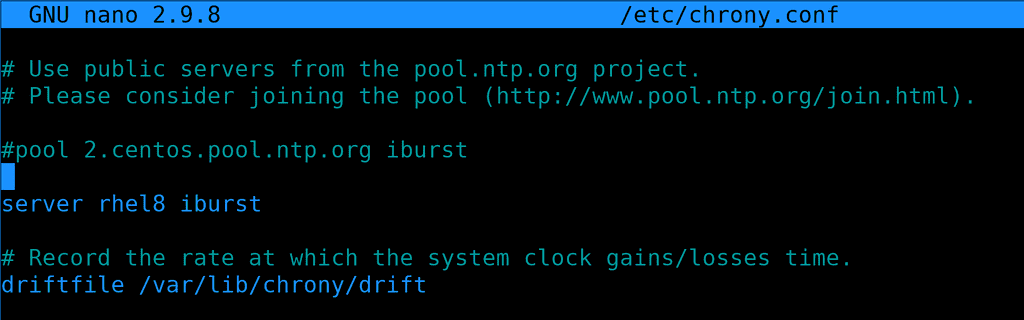 GNU nano 2.9.8 /etc/chrony.conf
# Use public servers from the pool.ntp.org project.
# Please consider joining the pool (http://www.pool.ntp.org/join.html).
#pool 2.centos.pool.ntp.org iburst
server rhel8 iburst
# Record the rate at which the system clock gains/losses time.
driftfile /var/lib/chrony/drift